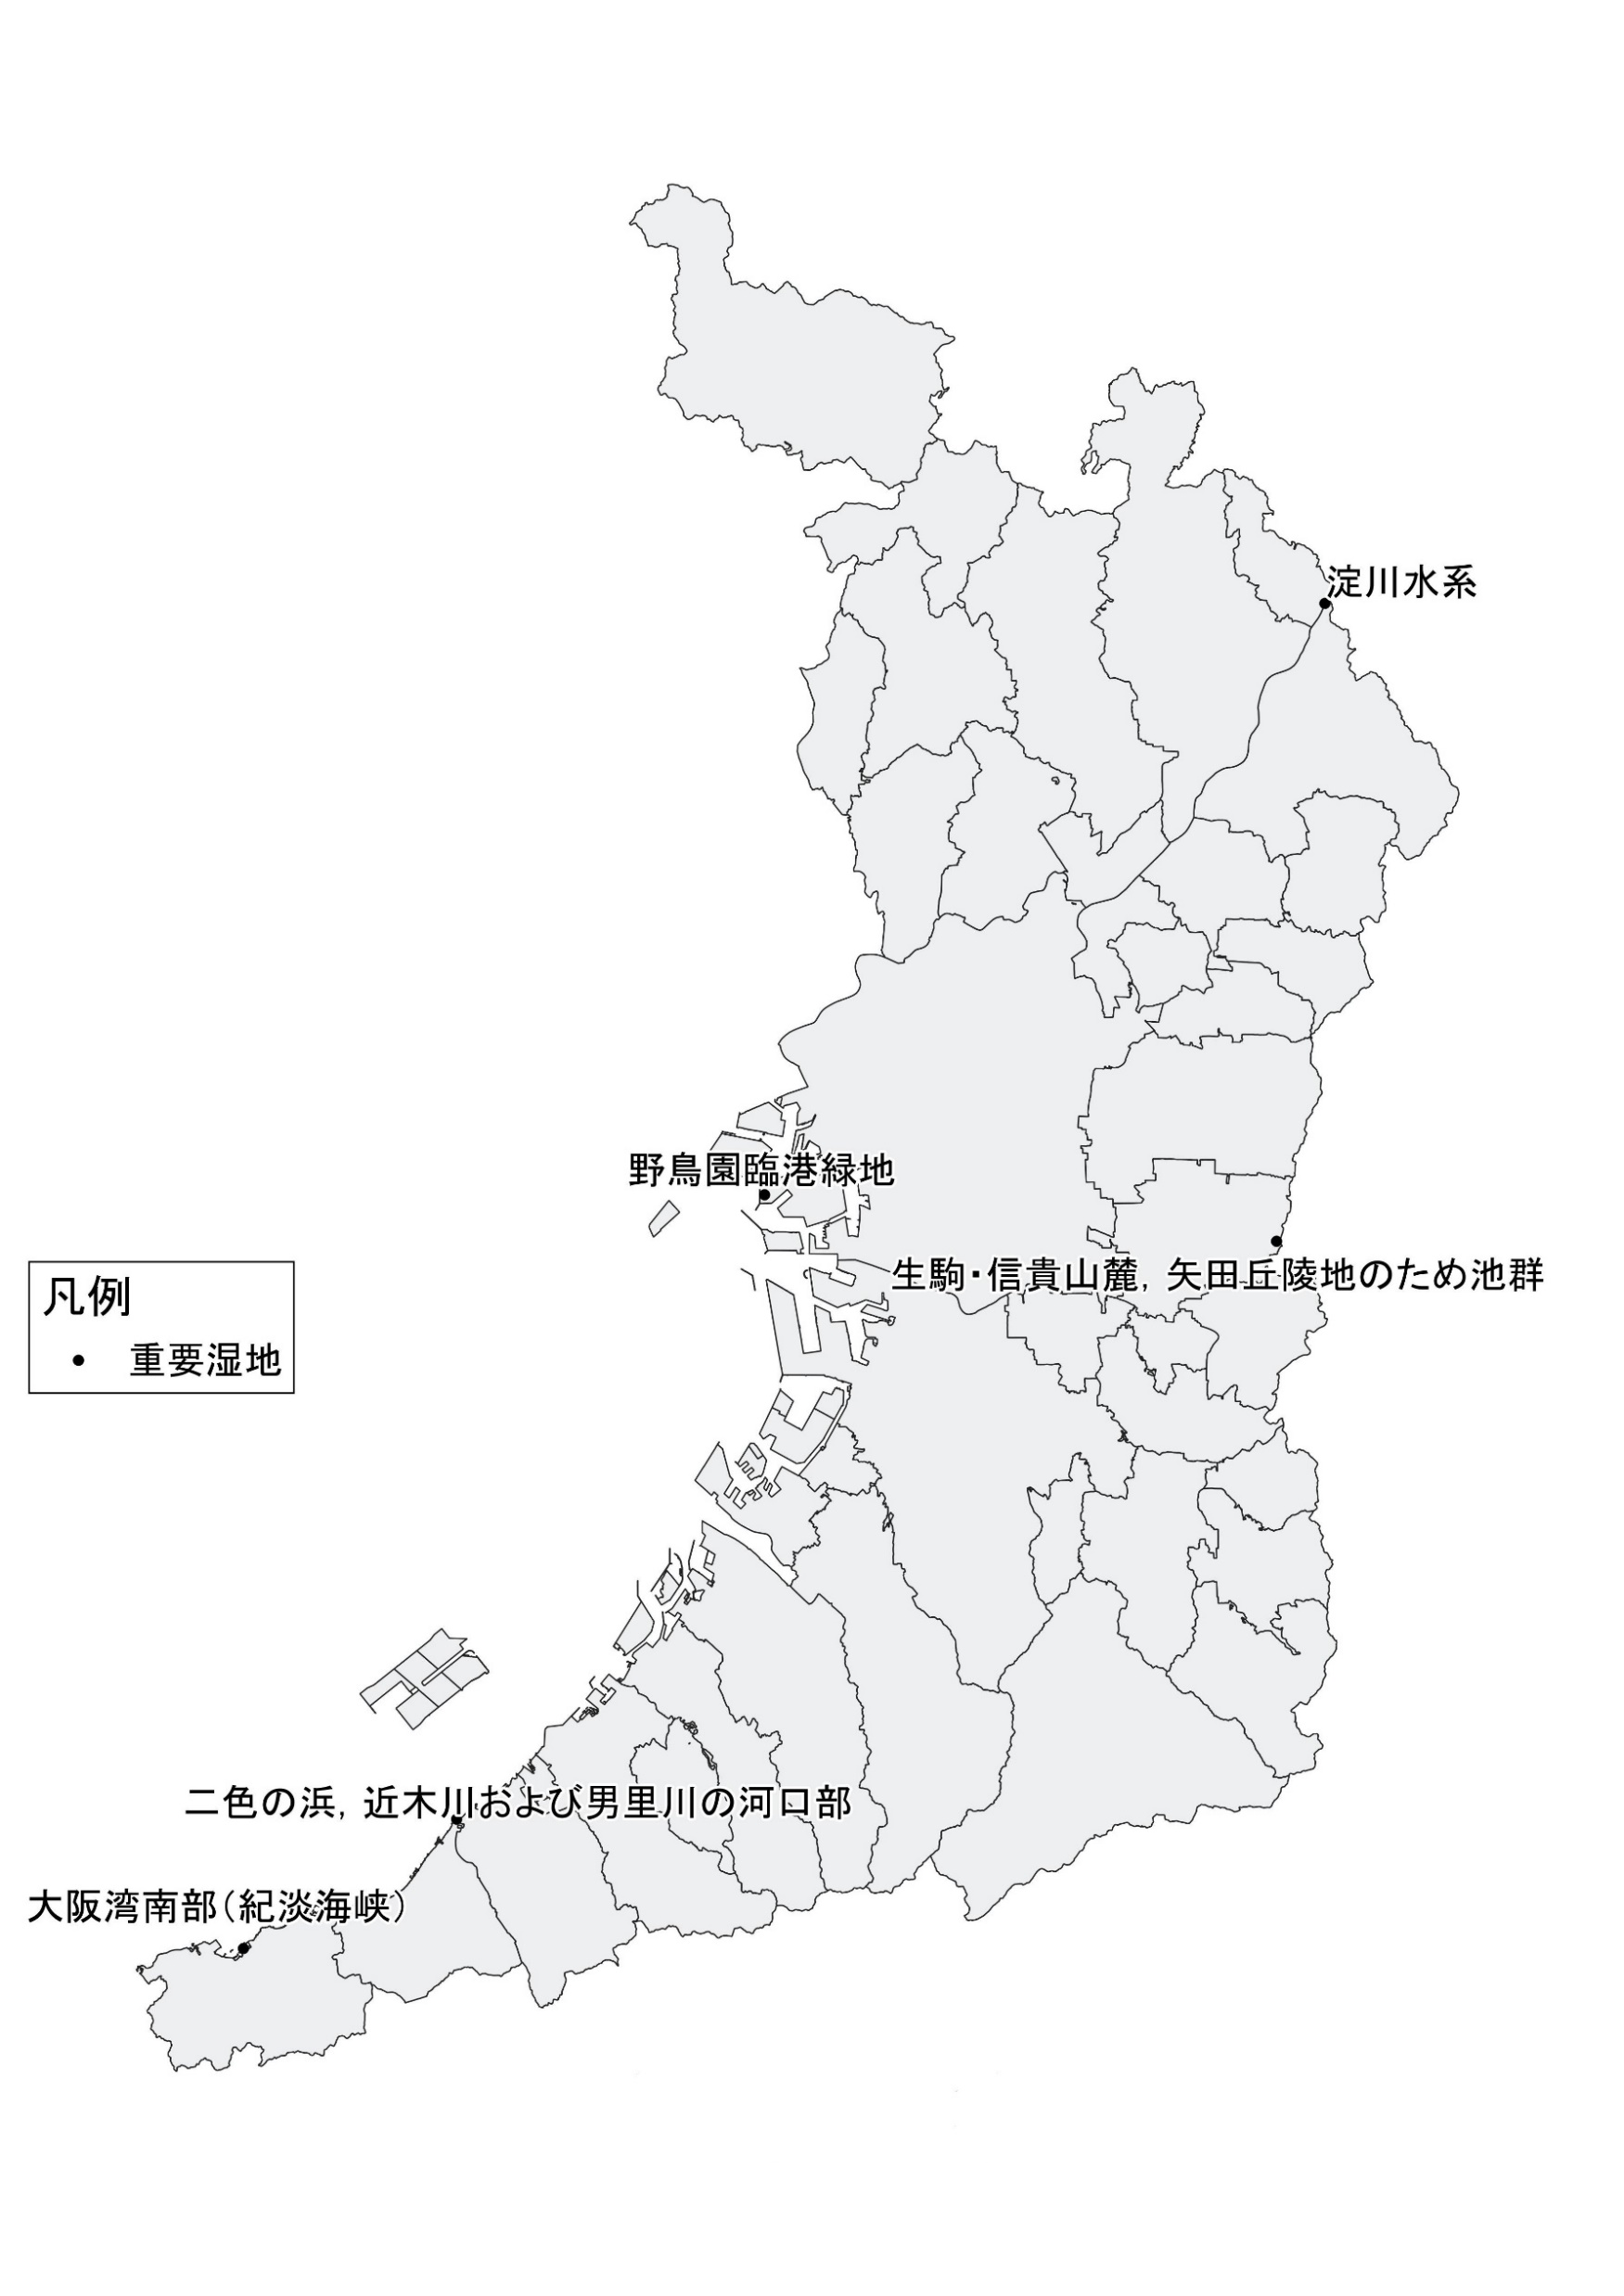 淀川水系
野鳥園臨港緑地
生駒・信貴山麓，矢田丘陵地のため池群
凡例
重要湿地
二色の浜，近木川および男里川の河口部
大阪湾南部（紀淡海峡）